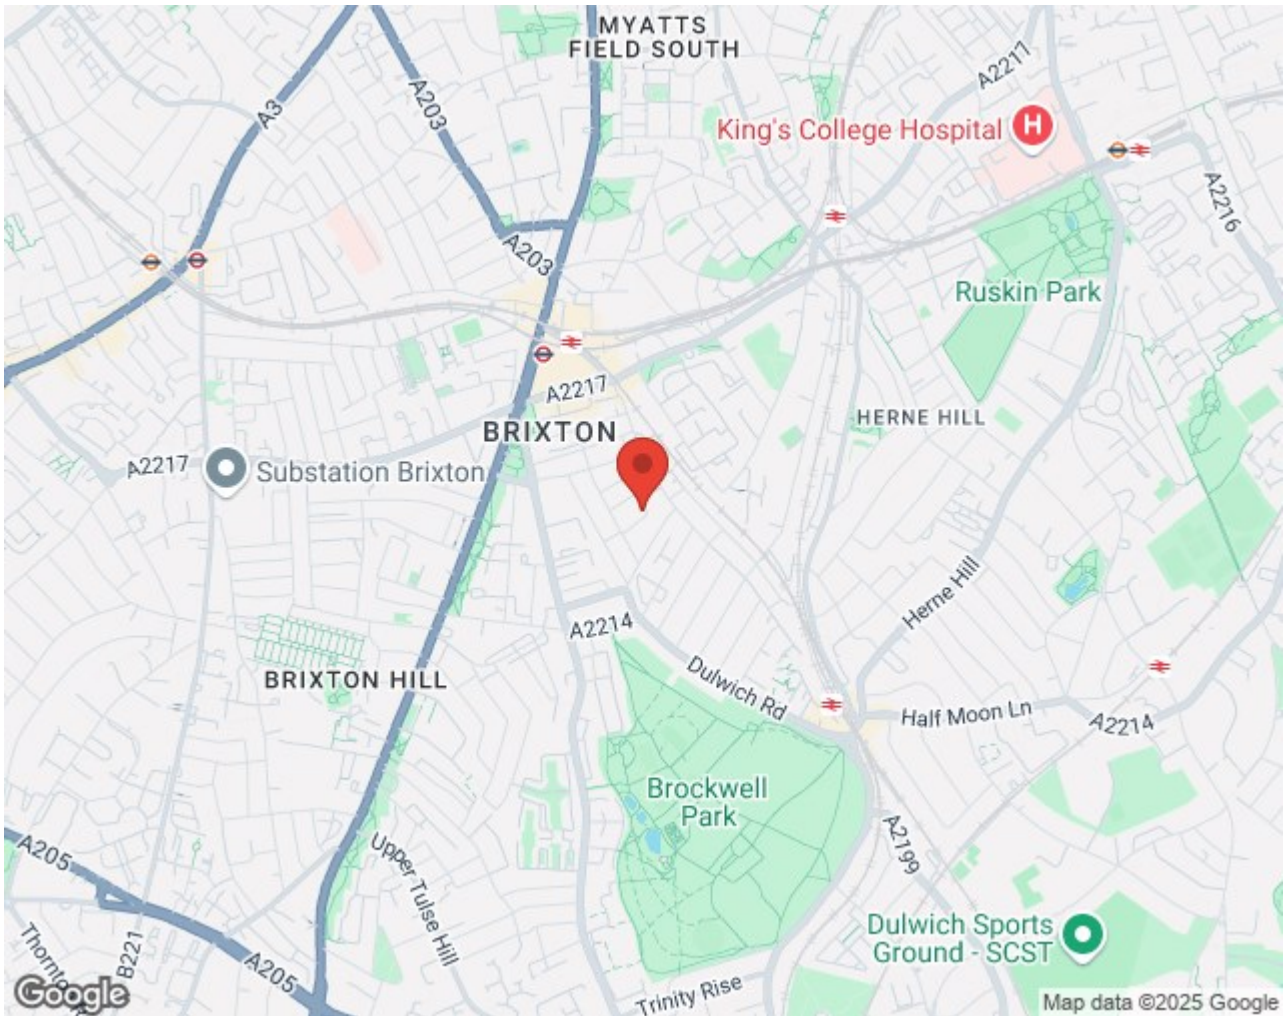 MYATTS
FIELD SOUTH
A3
A203
A2217
King's College Hospital
H
A2216
A203
Ruskin Park
A2217
HERNE HILL
BRIXTON
A2217
Substation Brixton
Herne Hill
A2214
BRIXTON HILL
Dulwich Rd
Half Moon Ln
A2214
Brockwell
Park
A205
Upper Tulse Hill
A2199
Dulwich Sports
Ground - SCST
B221
A205
Trinity Rise
Google
Map data ©2025 Google